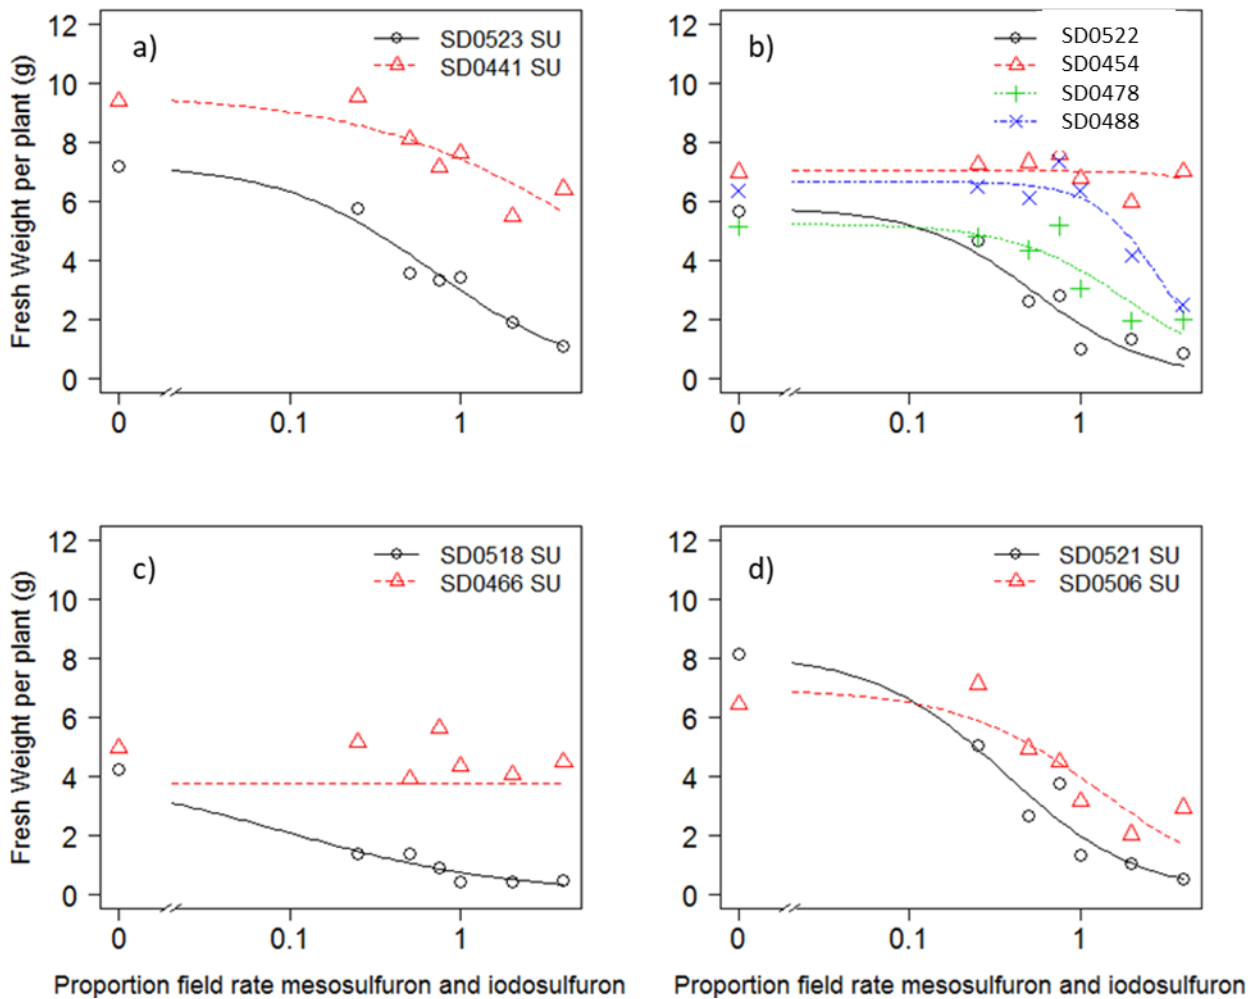 a)
SD0523 SU
SD0441 SU
Fresh Weight per plant (g)
12
10
8
6
4
2
0
0 0.1 1
b)
SD0522
SD0454
SD0478
SD0488
12
10
8
6
4
2
0
0 0.1 1
c)
SD0518 SU
SD0466 SU
Fresh Weight per plant (g)
12
10
8
6
4
2
0
0 0.1 1
Proportion field rate mesosulfuron and iodosulfuron
d)
SD0521 SU
SD0506 SU
12
10
8
6
4
2
0
0 0.1 1
Proportion field rate mesosulfuron and iodosulfuron